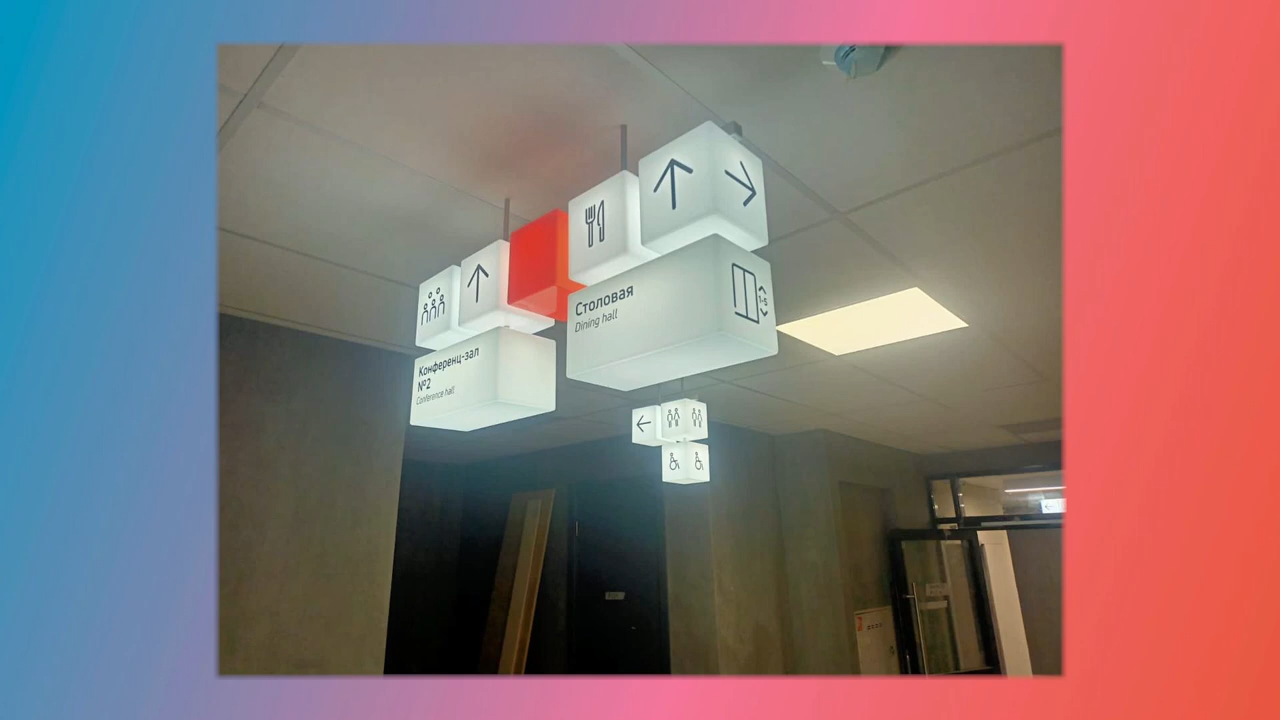 Столовая
Dining hall
1-5
Конференц-зал
№2
Conference hall